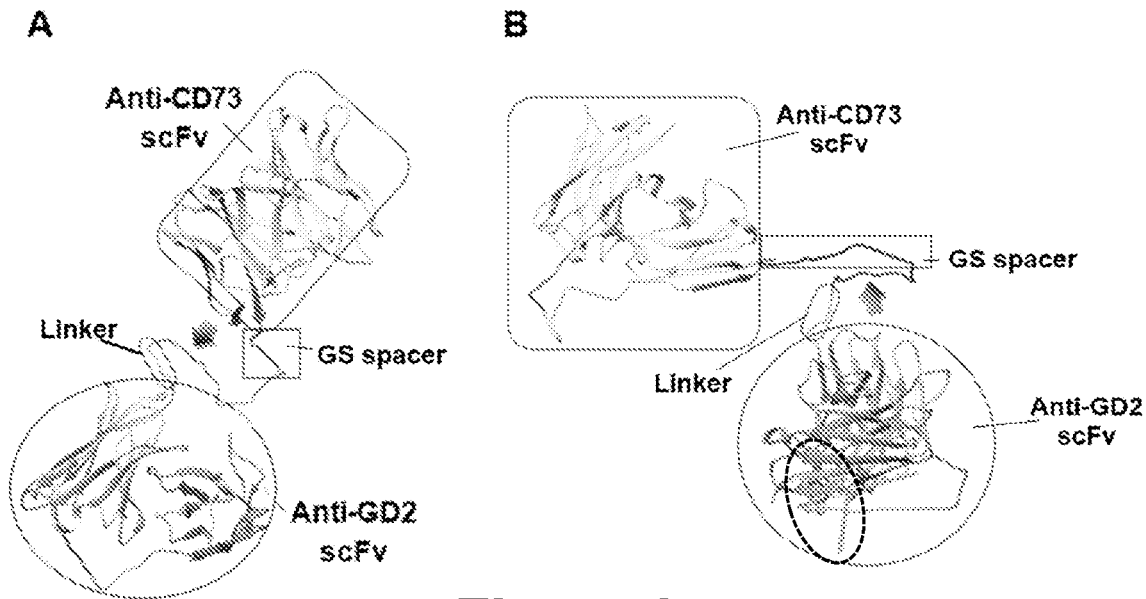 A
B
Anti-CD73
scFv
Linker
GS spacer
Anti-GD2
scFv
Anti-CD73
scFv
GS spacer
Linker
Anti-GD2
scFv